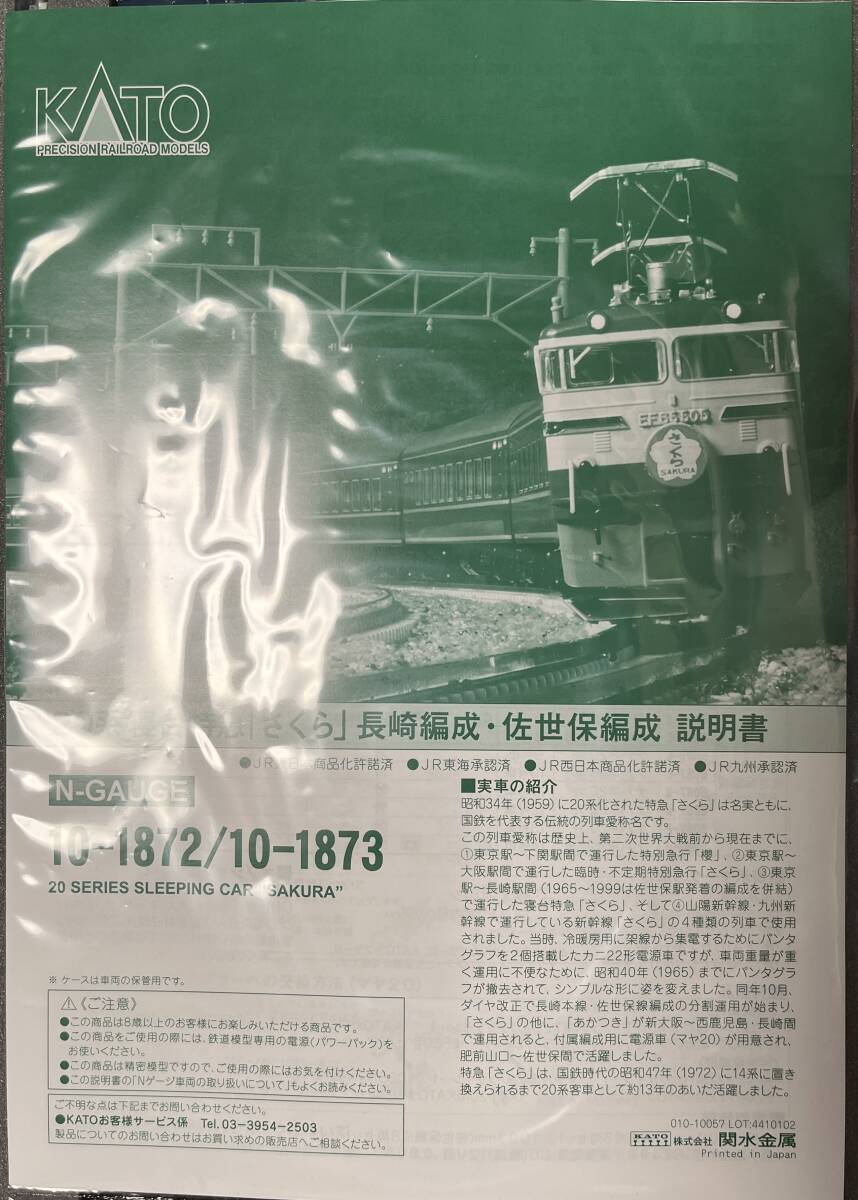 KATO
PRECISION RAILROAD MODELS
EF65505
さくら
SAKURA
「さくら」長崎編成・佐世保編成 説明書
●JR 日本商品化許諾済 ●JR東海承認済 ●JR西日本商品化許諾済 ●JR九州承認済
N-GAUGE
10-1872/10-1873
20 SERIES SLEEPING CAR “SAKURA”
※ ケースは車両の保管用です。
⚠《ご注意》
●この商品は8歳以上のお客様にお楽しみいただける商品です。
●この商品をご使用の際には、鉄道模型専用の電源(パワーパック)を
お使いください。
●この商品は精密模型ですので、ご使用の際にはお気を付けください。
●この説明書の「Nゲージ車両の取り扱いについて」もよくお読みください。
ご不明な点は下記までお問い合わせください。
●KATOお客様サービス係 Tel.03-3954-2503
製品についてのお問い合わせはお買い求めの販売店へご相談ください。
■実車の紹介
昭和34年(1959)に20系化された特急「さくら」は名実ともに、
国鉄を代表する伝統の列車愛称名です。
この列車愛称は歴史上、第二次世界大戦前から現在までに、
①東京駅～下関駅間で運行した特別急行「櫻」、②東京駅～
大阪駅間で運行した臨時・不定期特別急行「さくら」、③東京
駅～長崎駅間(1965～1999は佐世保駅発着の編成を併結)
で運行した寝台特急「さくら」、そして④山陽新幹線・九州新
幹線で運行している新幹線「さくら」の4種類の列車で使用
されました。当時、冷暖房用に架線から集電するためにパンタ
グラフを2個搭載したカニ22形電源車ですが、車両重量が重
く運用に不便なために、昭和40年(1965)までにパンタグラ
フが撤去されて、シンプルな形に姿を変えました。同年10月、
ダイヤ改正で長崎本線・佐世保線編成の分割運用が始まり、
「さくら」の他に、「あかつき」が新大阪～西鹿児島・長崎間
で運用されると、付属編成用に電源車(マヤ20)が用意され、
肥前山口～佐世保間で活躍しました。
特急「さくら」は、国鉄時代の昭和47年(1972)に14系に置き
換えられるまで20系客車として約13年のあいだ活躍しました。
010-10057 LOT:4410102
KATO 株式会社 関水金属
Printed in Japan